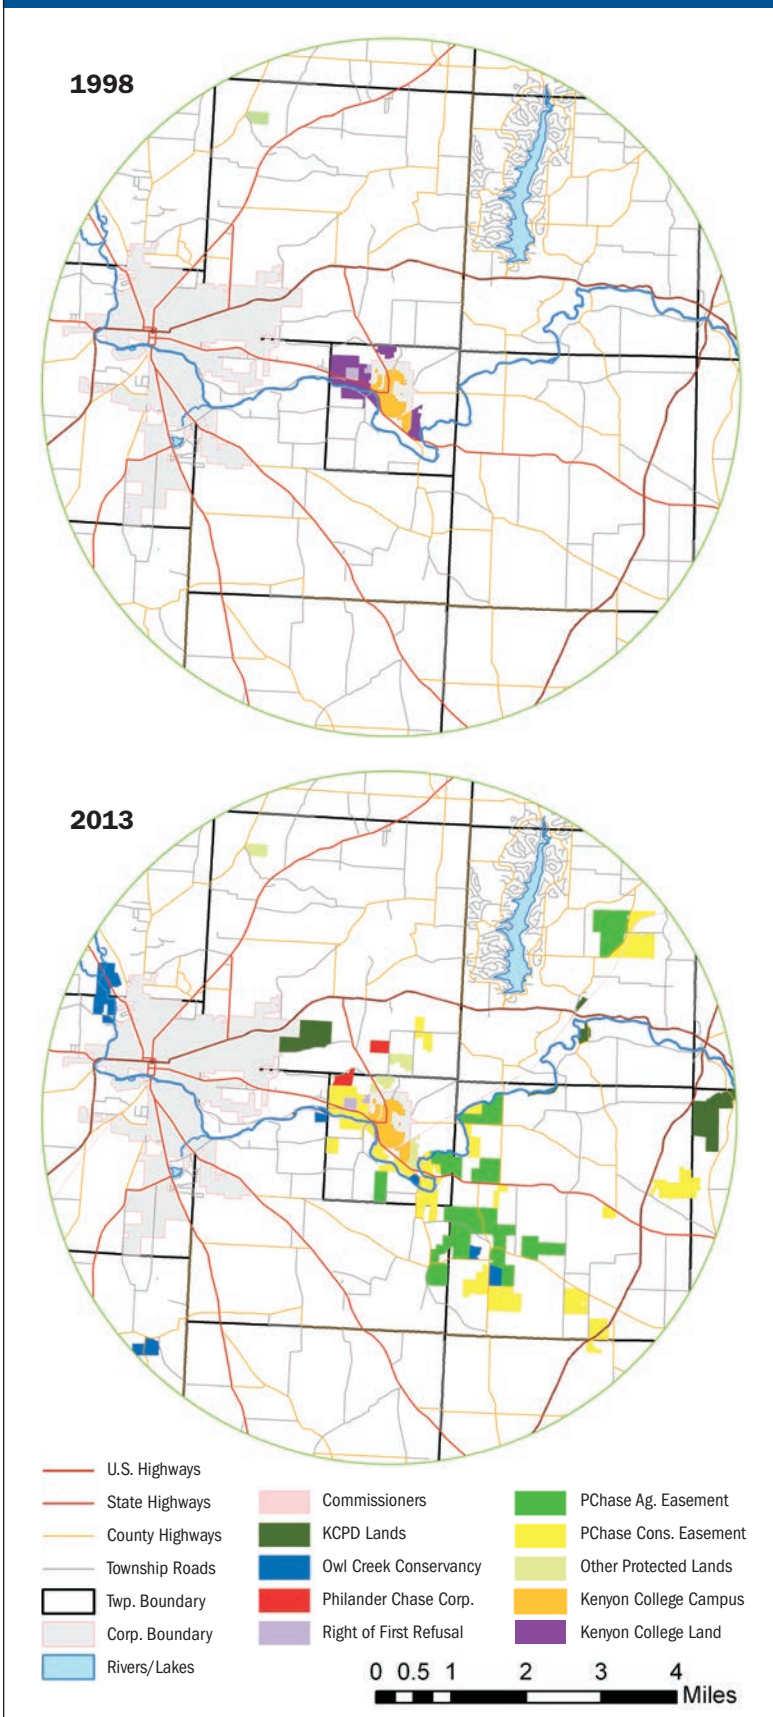 1998
2013
U.S. Highways
State Highways
County Highways
Township Roads
Twp. Boundary
Corp. Boundary
Rivers/Lakes
Commissioners
KCPD Lands
Owl Creek Conservancy
Philander Chase Corp.
Right of First Refusal
PChase Ag. Easement
PChase Cons. Easement
Other Protected Lands
Kenyon College Campus
Kenyon College Land
0 0.5 1 2 3 4
Miles